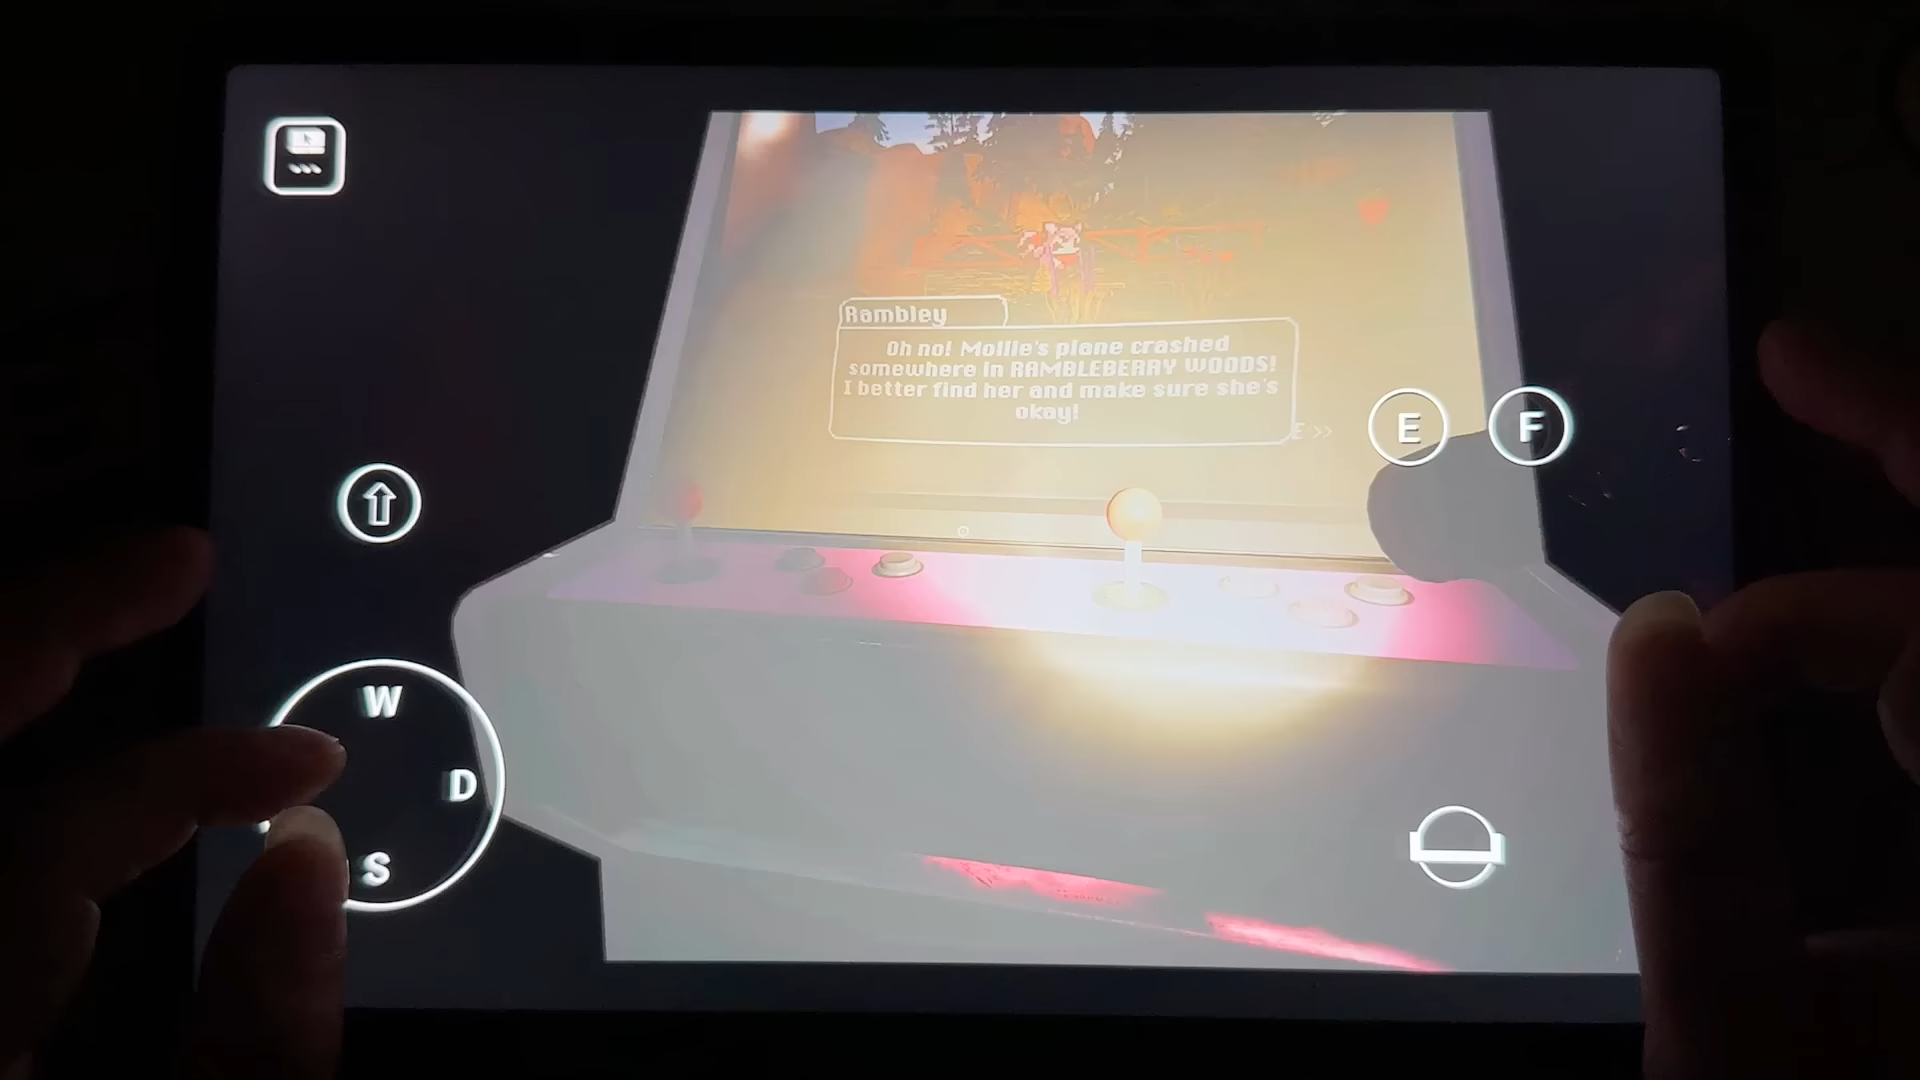 Rambley
Oh no! Mollie's plane crashed
somewhere in RAMBLEBERRY WOODS!
I better find her and make sure she's
okay!
E >>
E
F
W
D
S